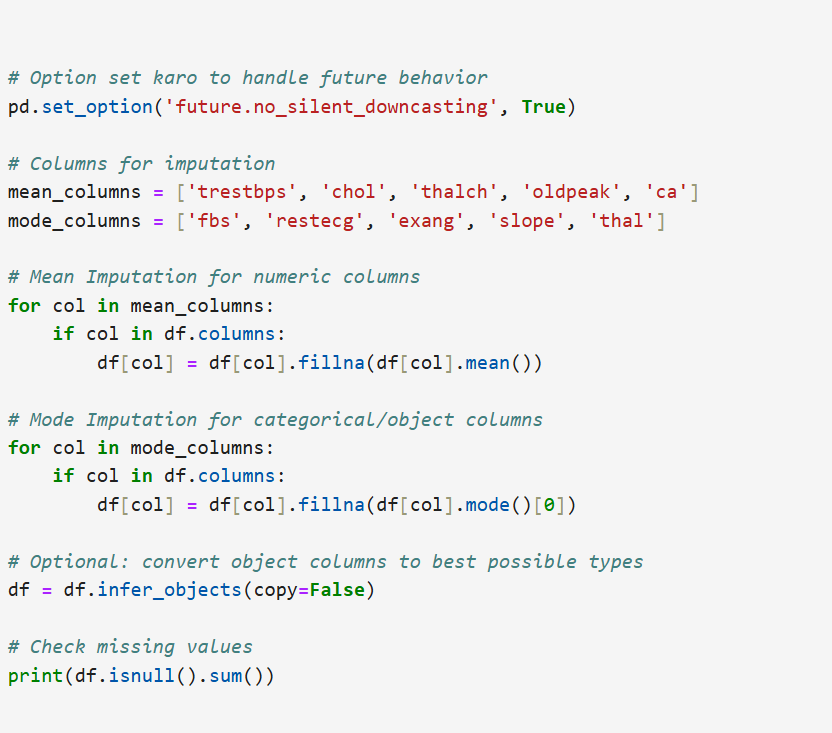 # Option set karo to handle future behavior
pd.set_option('future.no_silent_downcasting', True)
# Columns for imputation
mean_columns = ['trestbps', 'chol', 'thalch', 'oldpeak', 'ca']
mode_columns = ['fbs', 'restecg', 'exang', 'slope', 'thal']
# Mean Imputation for numeric columns
for col in mean_columns:
    if col in df.columns:
        df[col] = df[col].fillna(df[col].mean())
# Mode Imputation for categorical/object columns
for col in mode_columns:
    if col in df.columns:
        df[col] = df[col].fillna(df[col].mode()[0])
# Optional: convert object columns to best possible types
df = df.infer_objects(copy=False)
# Check missing values
print(df.isnull().sum())